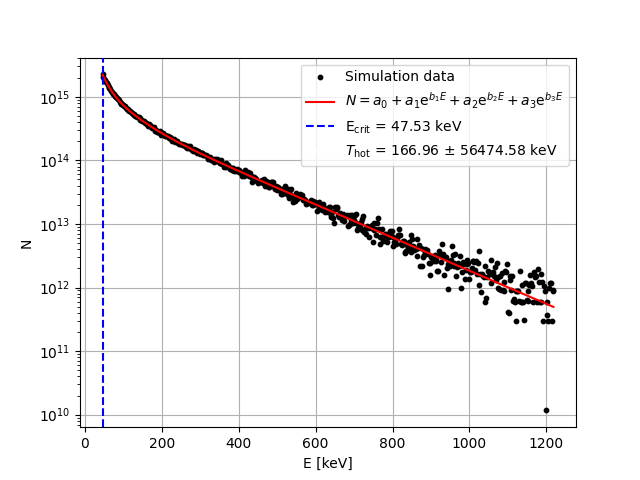 Simulation data
N = a₀ + a₁e^{b₁E} + a₂e^{b₂E} + a₃e^{b₃E}
E_crit = 47.53 keV
T_hot = 166.96 ± 56474.58 keV
10¹⁵
10¹⁴
10¹³
10¹²
10¹¹
10¹⁰
N
0 200 400 600 800 1000 1200
E [keV]